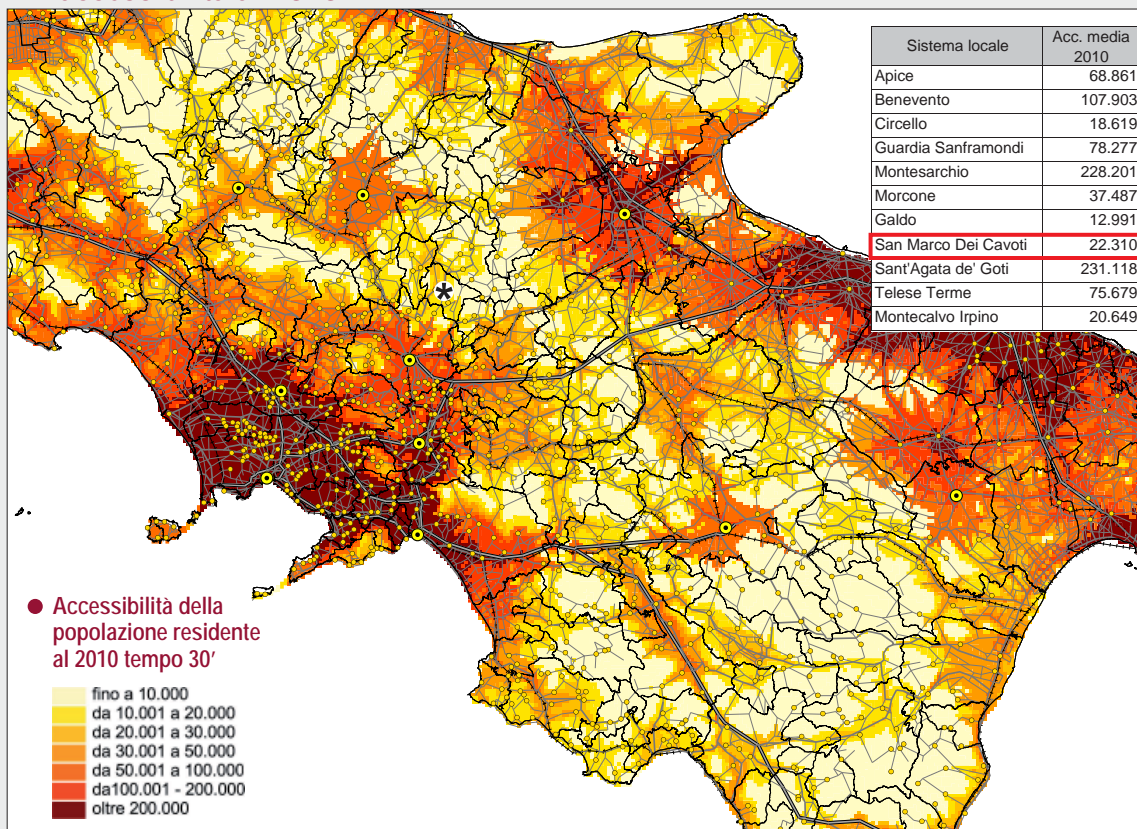 Sistema locale Acc. media 2010
Apice 68.861
Benevento 107.903
Circello 18.619
Guardia Sanframondi 78.277
Montesarchio 228.201
Morcone 37.487
Galdo 12.991
San Marco Dei Cavoti 22.310
Sant'Agata de' Goti 231.118
Telese Terme 75.679
Montecalvo Irpino 20.649
*
● Accessibilità della
popolazione residente
al 2010 tempo 30'
fino a 10.000
da 10.001 a 20.000
da 20.001 a 30.000
da 30.001 a 50.000
da 50.001 a 100.000
da100.001 - 200.000
oltre 200.000